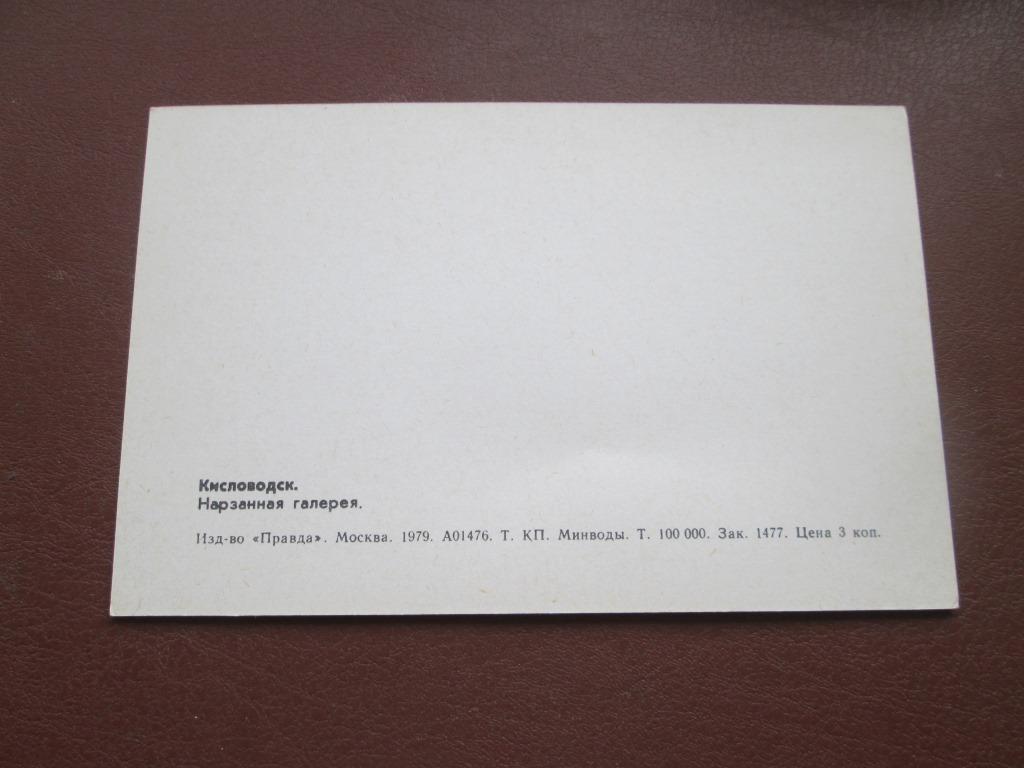 Кисловодск.
Нарзанная галерея.
Изд-во «Правда». Москва. 1979. А01476. Т. КП. Минводы. Т. 100 000. Зак. 1477. Цена 3 коп.